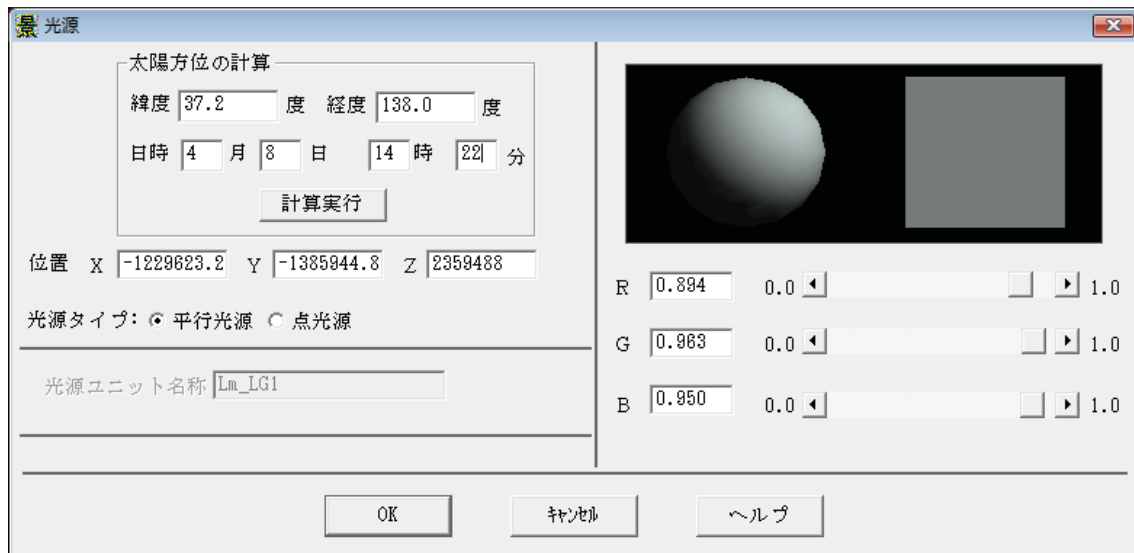 景 光源
太陽方位の計算
緯度 37.2 度 経度 138.0 度
日時 4 月 8 日 14 時 22 分
計算実行
位置 X -1229623.2 Y -1385944.8 Z 2359488
光源タイプ: 平行光源 点光源
光源ユニット名称 Lm_LG1
R 0.894 0.0 1.0
G 0.963 0.0 1.0
B 0.950 0.0 1.0
OK ｷｬﾝｾﾙ ヘルプ